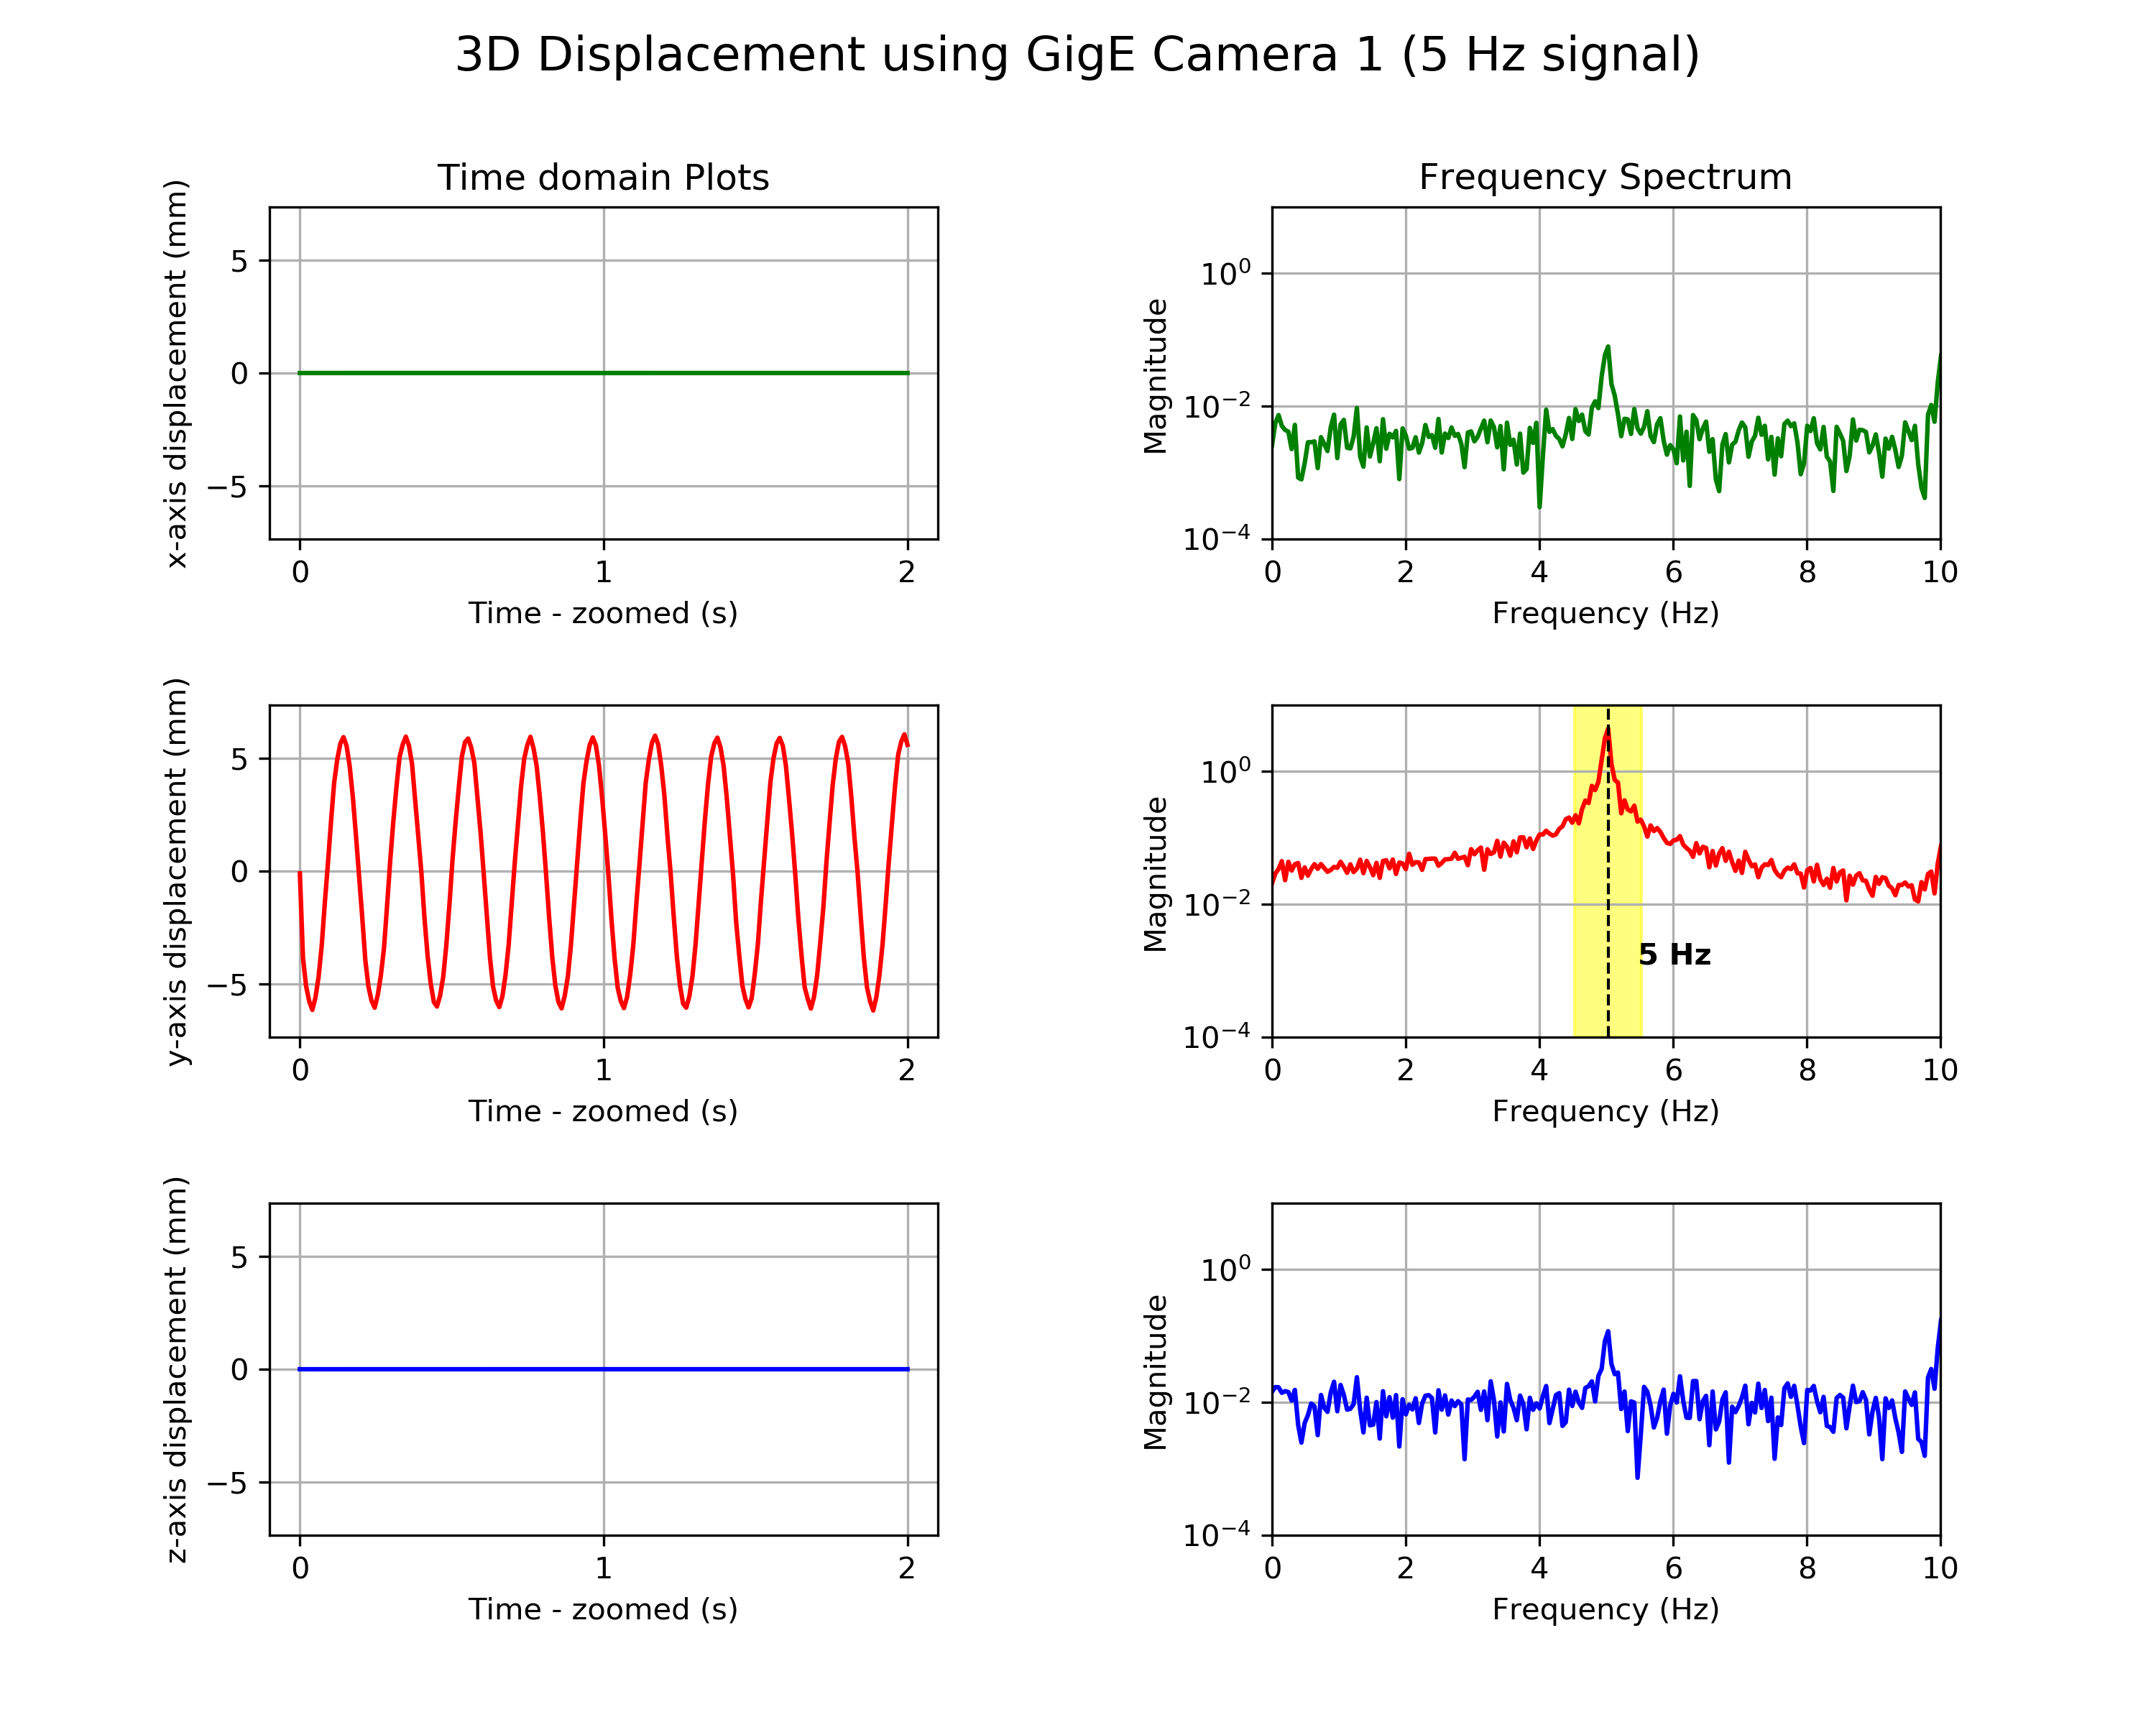 3D Displacement using GigE Camera 1 (5 Hz signal)
Time domain Plots
x-axis displacement (mm)
5
0
−5
0 1 2
Time - zoomed (s)
Frequency Spectrum
Magnitude
10⁰
10⁻²
10⁻⁴
0 2 4 6 8 10
Frequency (Hz)
y-axis displacement (mm)
5
0
−5
0 1 2
Time - zoomed (s)
Magnitude
10⁰
10⁻²
10⁻⁴
5 Hz
0 2 4 6 8 10
Frequency (Hz)
z-axis displacement (mm)
5
0
−5
0 1 2
Time - zoomed (s)
Magnitude
10⁰
10⁻²
10⁻⁴
0 2 4 6 8 10
Frequency (Hz)